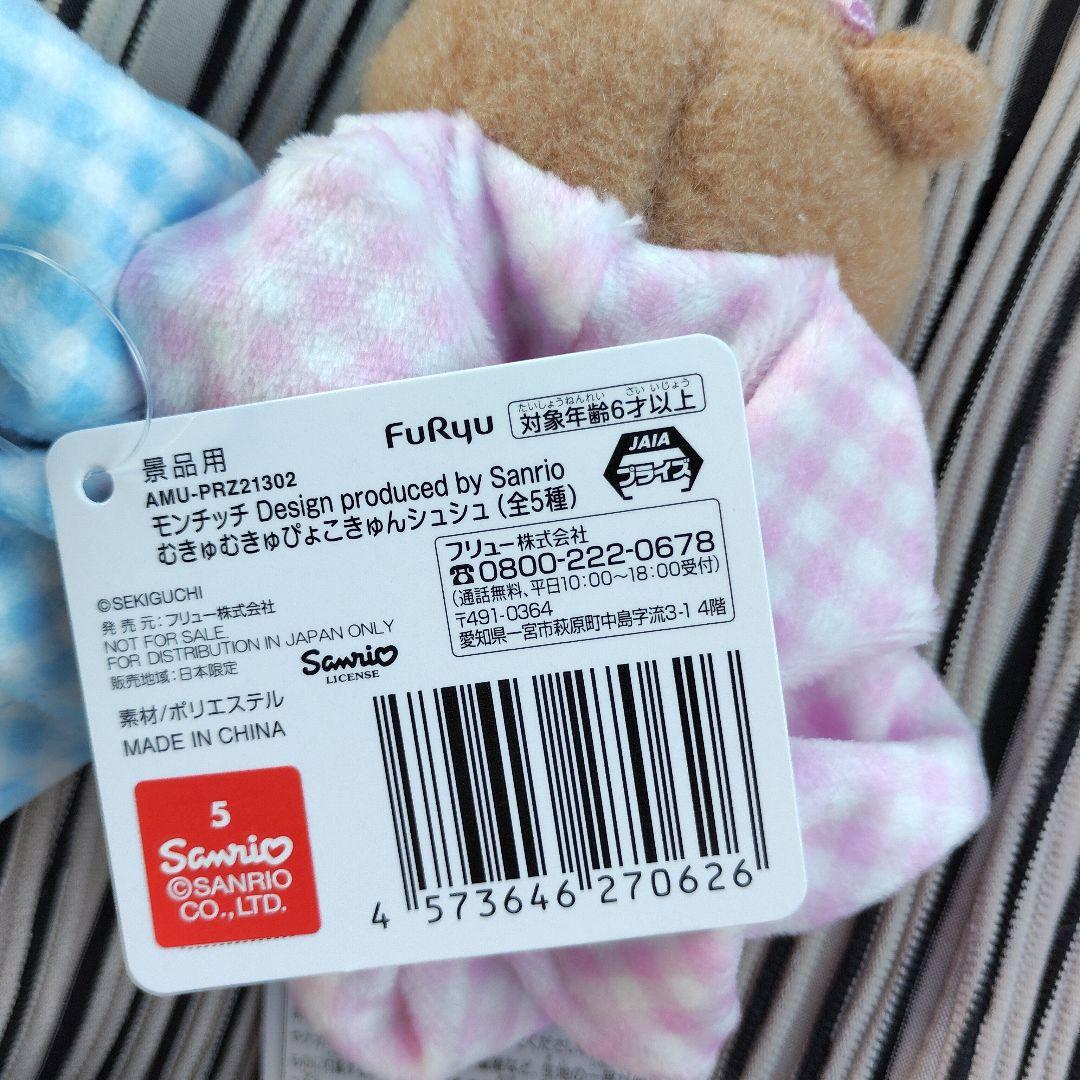 FuRyu
たいしょうねんれい さい いじょう
対象年齢6才以上
景品用
AMU-PRZ21302
モンチッチ Design produced by Sanrio
むきゅむきゅぴょこきゅんシュシュ (全5種)
JAIA
プライズ
フリュー株式会社
☎0800-222-0678
(通話無料、平日10:00〜18:00受付)
〒491-0364
愛知県一宮市萩原町中島字流3-1 4階
©SEKIGUCHI
発売元:フリュー株式会社
NOT FOR SALE
FOR DISTRIBUTION IN JAPAN ONLY
販売地域:日本限定
Sanrio
LICENSE
素材/ポリエステル
MADE IN CHINA
5
Sanrio
©SANRIO
CO.,LTD.
4 573646 270626